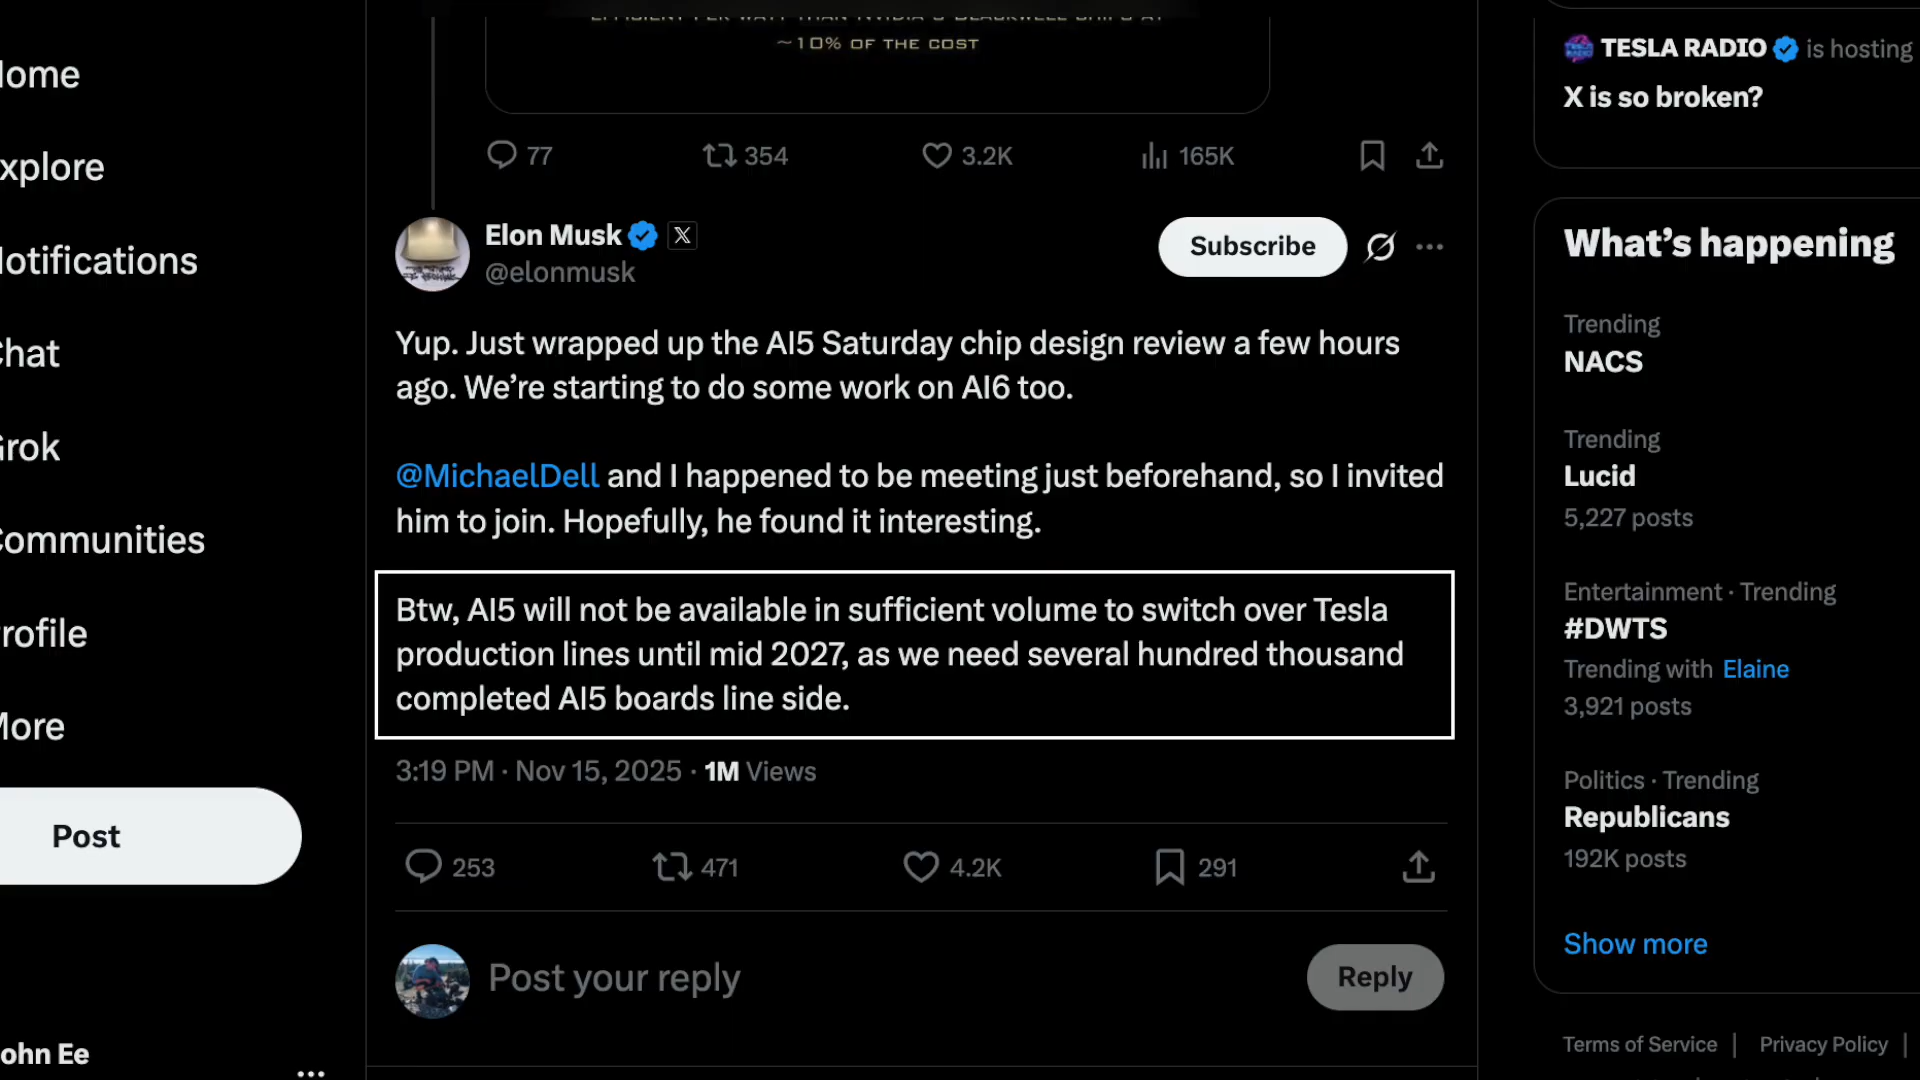 ~10% OF THE COST
77
354
3.2K
165K
Elon Musk
@elonmusk
Subscribe
Yup. Just wrapped up the AI5 Saturday chip design review a few hours
ago. We’re starting to do some work on AI6 too.
@MichaelDell and I happened to be meeting just beforehand, so I invited
him to join. Hopefully, he found it interesting.
Btw, AI5 will not be available in sufficient volume to switch over Tesla
production lines until mid 2027, as we need several hundred thousand
completed AI5 boards line side.
3:19 PM · Nov 15, 2025 · 1M Views
253
471
4.2K
291
Post your reply
Reply
ome
xplore
otifications
hat
rok
ommunities
rofile
ore
Post
ohn Ee
TESLA RADIO is hosting
X is so broken?
What’s happening
Trending
NACS
Trending
Lucid
5,227 posts
Entertainment · Trending
#DWTS
Trending with Elaine
3,921 posts
Politics · Trending
Republicans
192K posts
Show more
Terms of Service |
Privacy Policy |